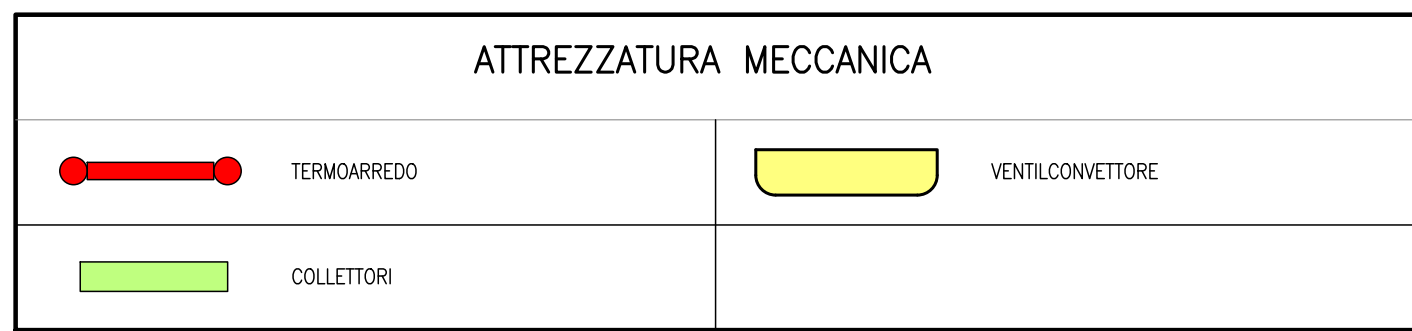 ATTREZZATURA MECCANICA
TERMOARREDO
VENTILCONVETTORE
COLLETTORI